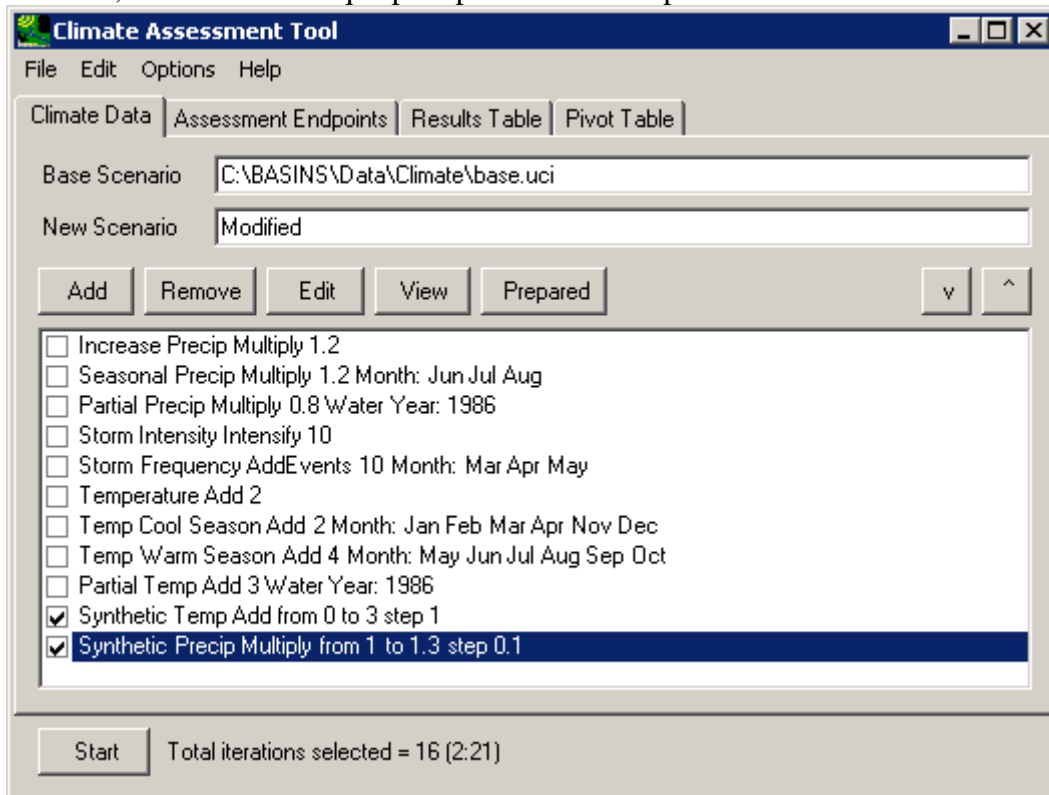 Climate Assessment Tool
File Edit Options Help
Climate Data Assessment Endpoints Results Table Pivot Table
Base Scenario C:\BASINS\Data\Climate\base.uci
New Scenario Modified
Add Remove Edit View Prepared v ^
Increase Precip Multiply 1.2
Seasonal Precip Multiply 1.2 Month: Jun Jul Aug
Partial Precip Multiply 0.8 Water Year: 1986
Storm Intensity Intensify 10
Storm Frequency AddEvents 10 Month: Mar Apr May
Temperature Add 2
Temp Cool Season Add 2 Month: Jan Feb Mar Apr Nov Dec
Temp Warm Season Add 4 Month: May Jun Jul Aug Sep Oct
Partial Temp Add 3 Water Year: 1986
Synthetic Temp Add from 0 to 3 step 1
Synthetic Precip Multiply from 1 to 1.3 step 0.1
Start Total iterations selected = 16 (2:21)